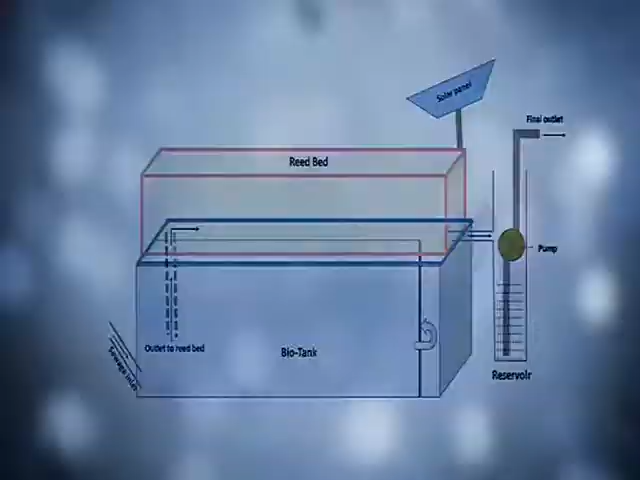 Solar panel
Final outlet
Reed Bed
Pump
Outlet to reed bed
Bio-Tank
Sewage inlet
Reservoir